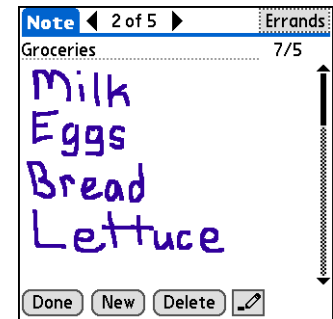 Note 2 of 5 Errands
Groceries 7/5
Milk
Eggs
Bread
Lettuce
Done New Delete